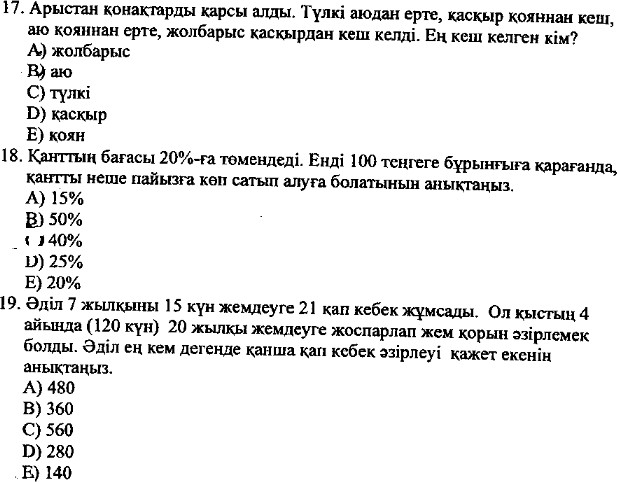 17. Арыстан қонақтарды қарсы алды. Түлкі аюдан ерте, қасқыр қояннан кеш,
аю қояннан ерте, жолбарыс қасқырдан кеш келді. Ең кеш келген кім?
A) жолбарыс
B) аю
C) түлкі
D) қасқыр
E) қоян
18. Қанттың бағасы 20%-ға төмендеді. Енді 100 теңгеге бұрынғыға қарағанда,
қантты неше пайызға көп сатып алуға болатынын анықтаңыз.
A) 15%
B) 50%
( ) 40%
D) 25%
E) 20%
19. Әділ 7 жылқыны 15 күн жемдеуге 21 қап кебек жұмсады. Ол қыстың 4
айында (120 күн) 20 жылқы жемдеуге жоспарлап жем қорын әзірлемек
болды. Әділ ең кем дегенде қанша қап кебек әзірлеуі қажет екенін
анықтаңыз.
A) 480
B) 360
C) 560
D) 280
E) 140